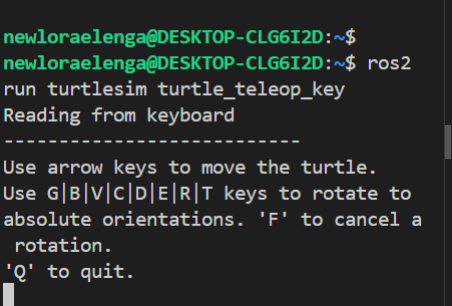 newloraelenga@DESKTOP-CLG6I2D:~$
newloraelenga@DESKTOP-CLG6I2D:~$ ros2
run turtlesim turtle_teleop_key
Reading from keyboard
---------------------------
Use arrow keys to move the turtle.
Use G|B|V|C|D|E|R|T keys to rotate to
absolute orientations. 'F' to cancel a
 rotation.
'Q' to quit.